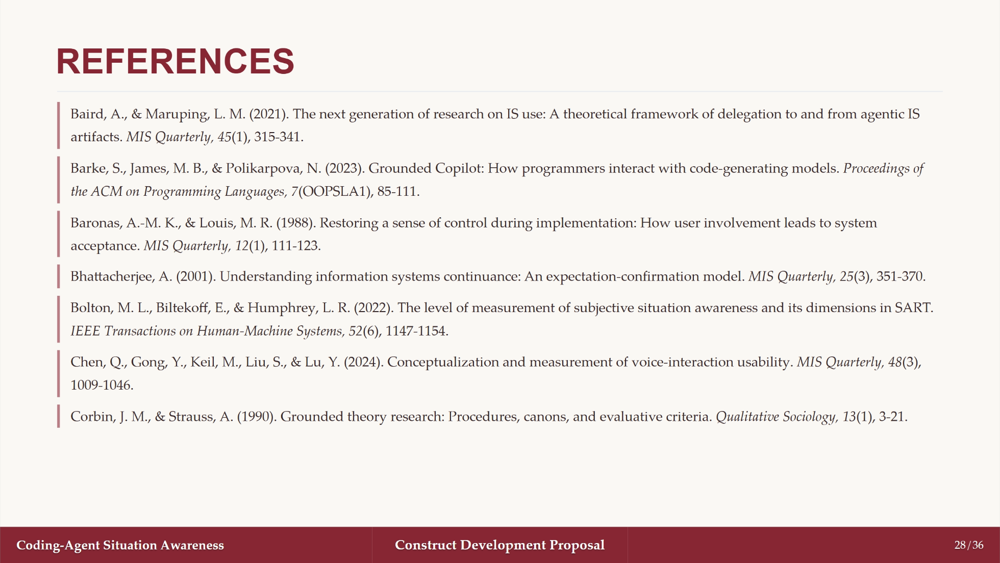 REFERENCES
Baird, A., & Maruping, L. M. (2021). The next generation of research on IS use: A theoretical framework of delegation to and from agentic IS
artifacts. MIS Quarterly, 45(1), 315-341.
Barke, S., James, M. B., & Polikarpova, N. (2023). Grounded Copilot: How programmers interact with code-generating models. Proceedings of
the ACM on Programming Languages, 7(OOPSLA1), 85-111.
Baronas, A.-M. K., & Louis, M. R. (1988). Restoring a sense of control during implementation: How user involvement leads to system
acceptance. MIS Quarterly, 12(1), 111-123.
Bhattacherjee, A. (2001). Understanding information systems continuance: An expectation-confirmation model. MIS Quarterly, 25(3), 351-370.
Bolton, M. L., Biltekoff, E., & Humphrey, L. R. (2022). The level of measurement of subjective situation awareness and its dimensions in SART.
IEEE Transactions on Human-Machine Systems, 52(6), 1147-1154.
Chen, Q., Gong, Y., Keil, M., Liu, S., & Lu, Y. (2024). Conceptualization and measurement of voice-interaction usability. MIS Quarterly, 48(3),
1009-1046.
Corbin, J. M., & Strauss, A. (1990). Grounded theory research: Procedures, canons, and evaluative criteria. Qualitative Sociology, 13(1), 3-21.
Coding-Agent Situation Awareness
Construct Development Proposal
28/36